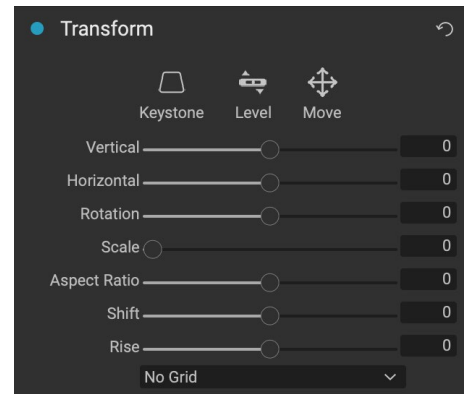 Transform
Keystone Level Move
Vertical 0
Horizontal 0
Rotation 0
Scale 0
Aspect Ratio 0
Shift 0
Rise 0
No Grid